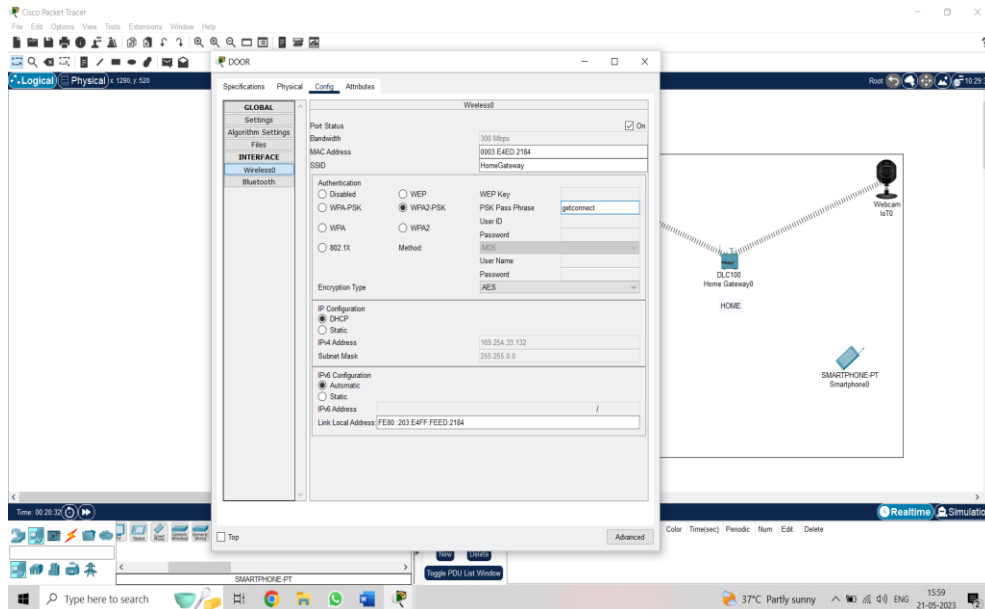 Cisco Packet Tracer
File Edit Options View Tools Extensions Window Help
Logical Physical x: 1290, y: 520
Root 10:29:
DOOR
Specifications Physical Config Attributes
GLOBAL
Settings
Algorithm Settings
Files
INTERFACE
Wireless0
Bluetooth
Wireless0
Port Status On
Bandwidth 300 Mbps
MAC Address 0003.E4ED.2184
SSID HomeGateway
Authentication
Disabled WEP WEP Key
WPA-PSK WPA2-PSK PSK Pass Phrase getconnect
User ID
WPA WPA2 Password
802.1X Method: MD5
User Name
Password
Encryption Type AES
IP Configuration
DHCP
Static
IPv4 Address 169.254.33.132
Subnet Mask 255.255.0.0
IPv6 Configuration
Automatic
Static
IPv6 Address /
Link Local Address: FE80::203:E4FF:FEED:2184
Top Advanced
Webcam
IoT0
DLC100
Home Gateway0
HOME
SMARTPHONE-PT
Smartphone0
Time: 00:20:32
Realtime Simulatio
Color Time(sec) Periodic Num Edit Delete
New Delete
Toggle PDU List Window
SMARTPHONE-PT
Type here to search
37°C Partly sunny ENG 15:59
21-05-2023